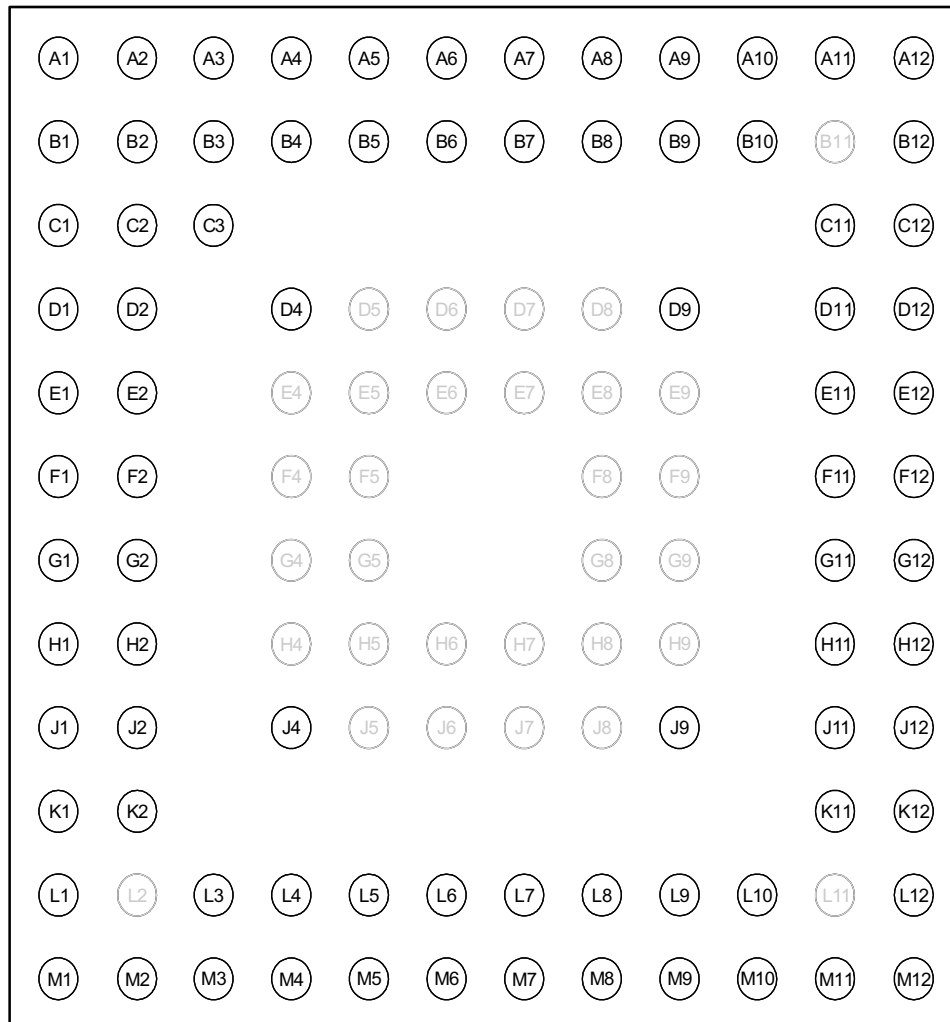 A1 A2 A3 A4 A5 A6 A7 A8 A9 A10 A11 A12
B1 B2 B3 B4 B5 B6 B7 B8 B9 B10 B11 B12
C1 C2 C3 C11 C12
D1 D2 D4 D5 D6 D7 D8 D9 D11 D12
E1 E2 E4 E5 E6 E7 E8 E9 E11 E12
F1 F2 F4 F5 F8 F9 F11 F12
G1 G2 G4 G5 G8 G9 G11 G12
H1 H2 H4 H5 H6 H7 H8 H9 H11 H12
J1 J2 J4 J5 J6 J7 J8 J9 J11 J12
K1 K2 K11 K12
L1 L2 L3 L4 L5 L6 L7 L8 L9 L10 L11 L12
M1 M2 M3 M4 M5 M6 M7 M8 M9 M10 M11 M12